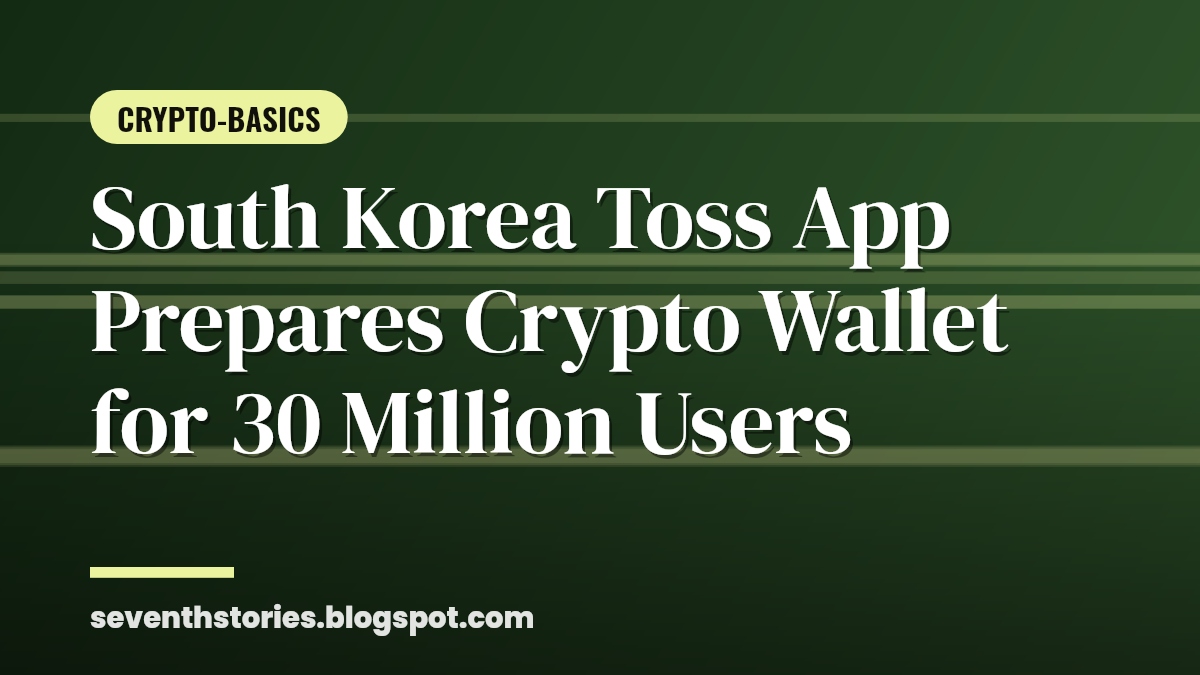 CRYPTO-BASICS
South Korea Toss App
Prepares Crypto Wallet
for 30 Million Users
seventhstories.blogspot.com